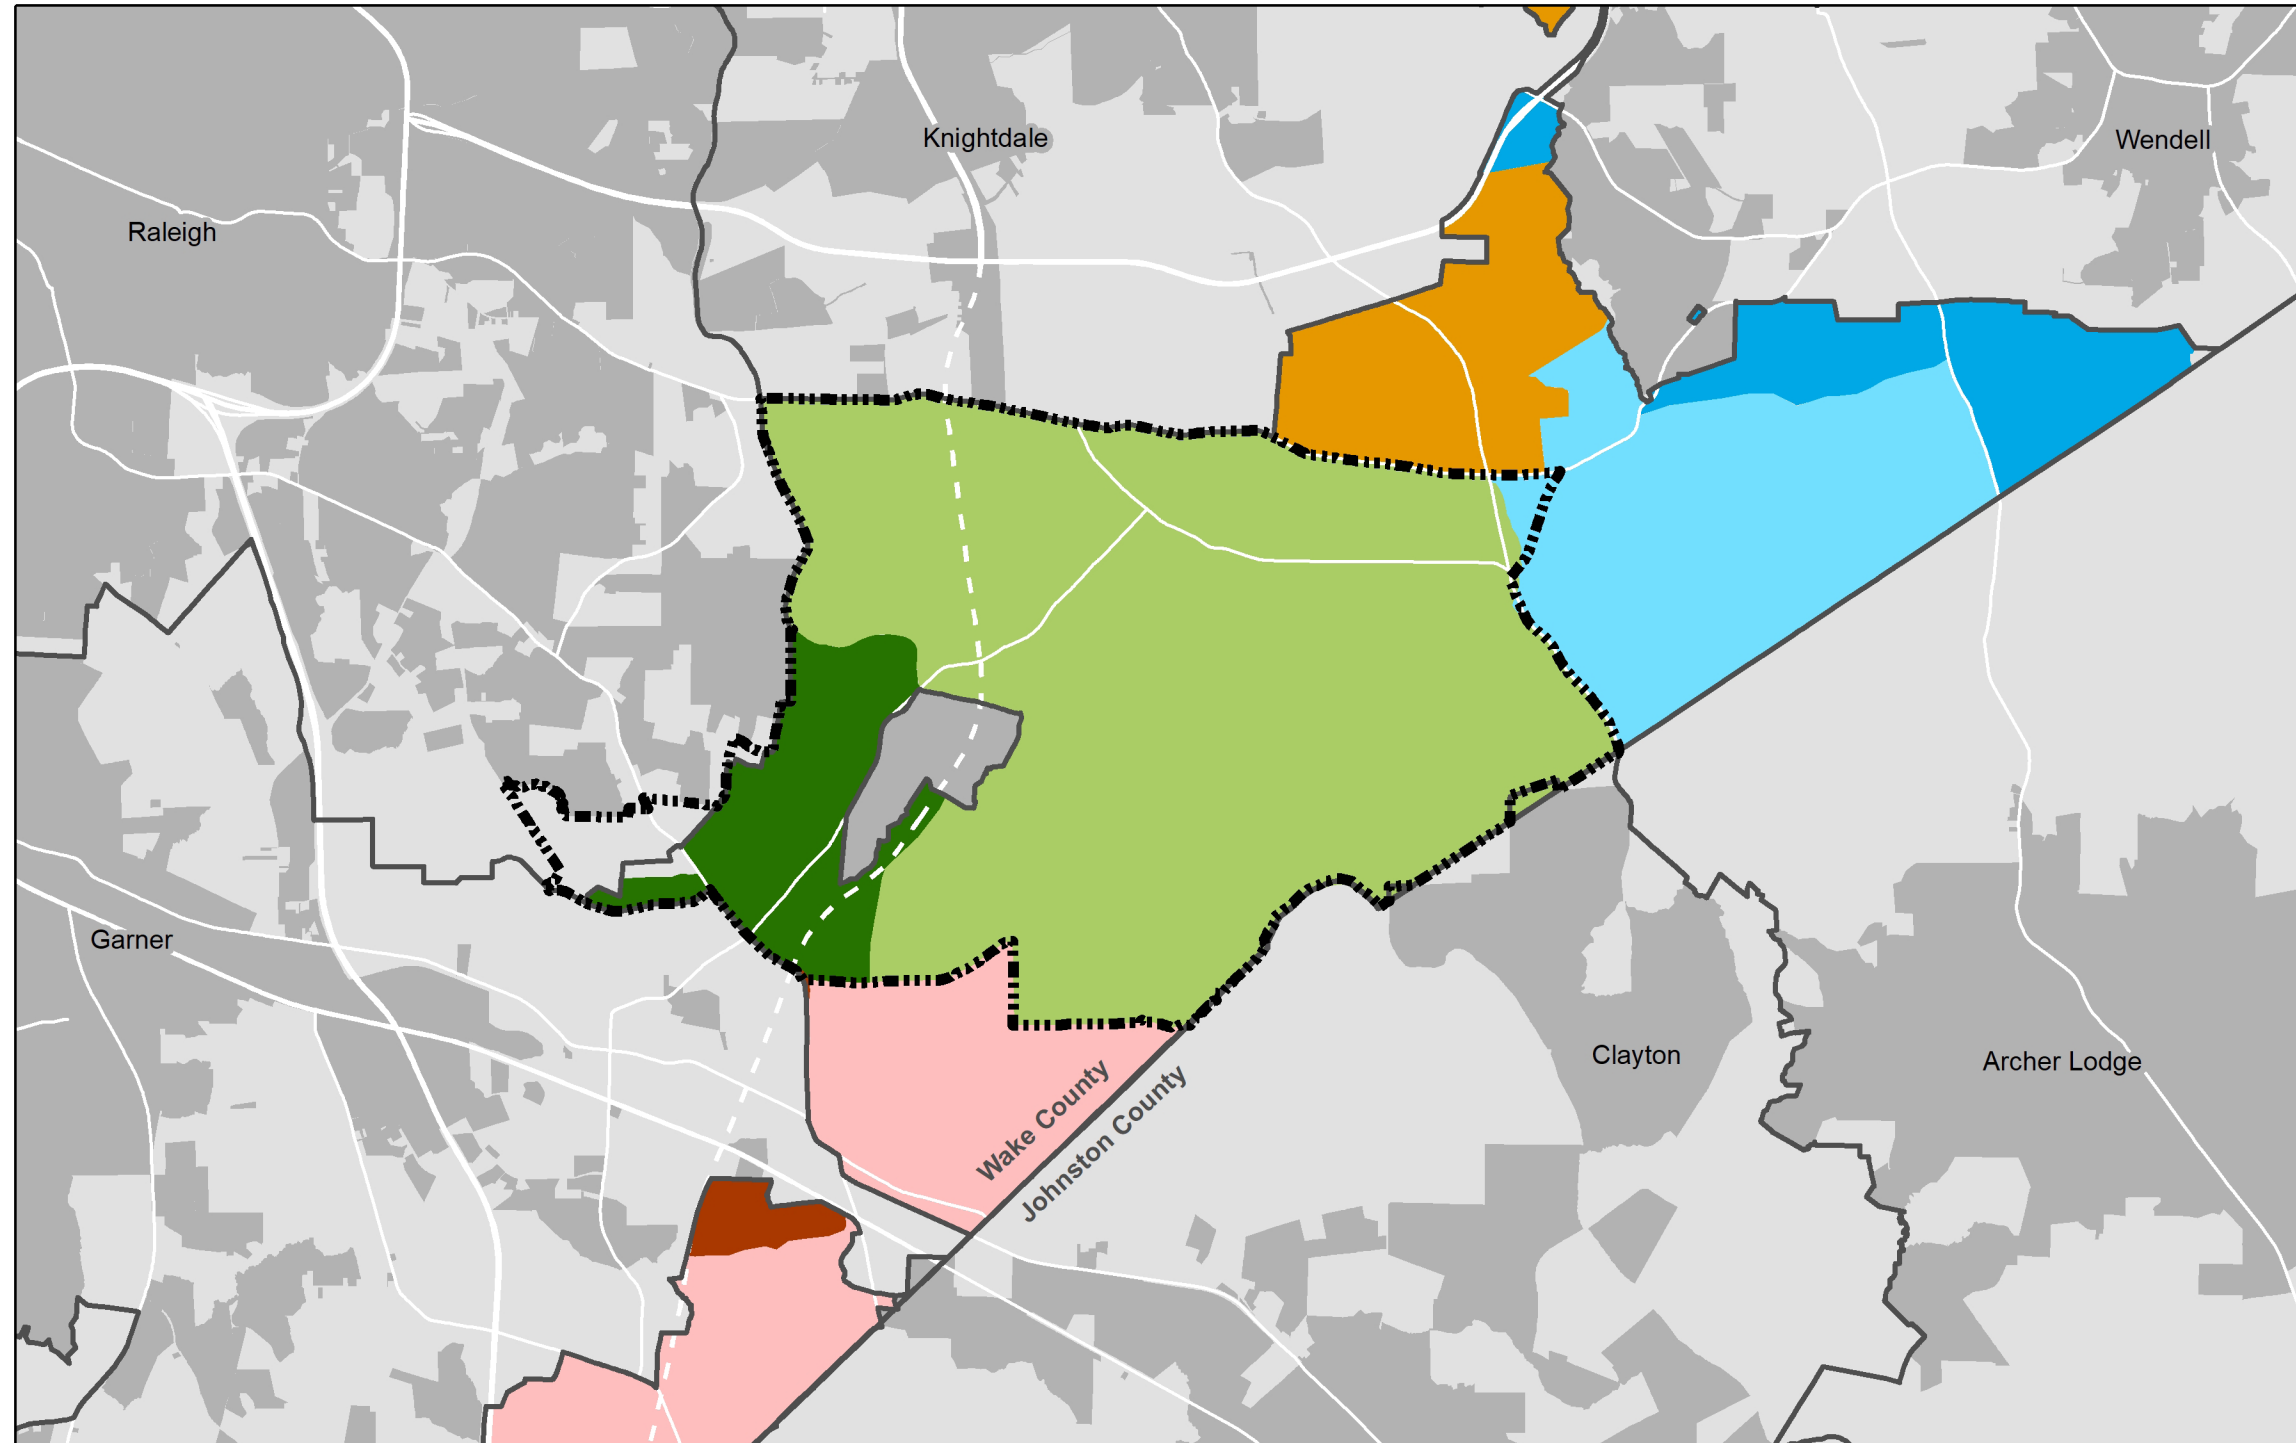 Knightdale
Wendell
Raleigh
Garner
Clayton
Archer Lodge
Wake County
Johnston County